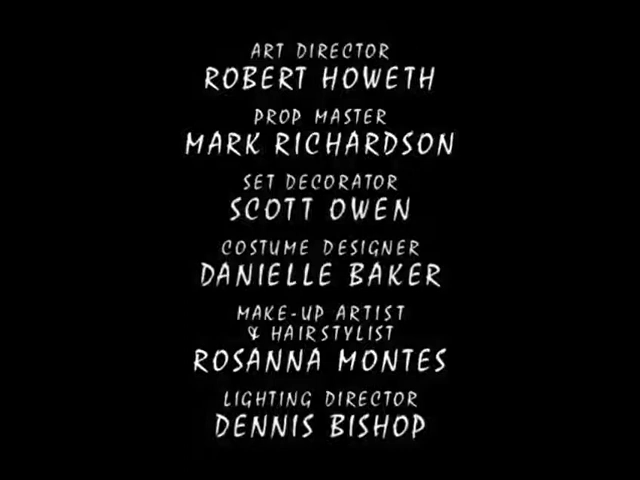 ART DIRECTOR
ROBERT HOWETH
PROP MASTER
MARK RICHARDSON
SET DECORATOR
SCOTT OWEN
COSTUME DESIGNER
DANIELLE BAKER
MAKE-UP ARTIST
& HAIRSTYLIST
ROSANNA MONTES
LIGHTING DIRECTOR
DENNIS BISHOP